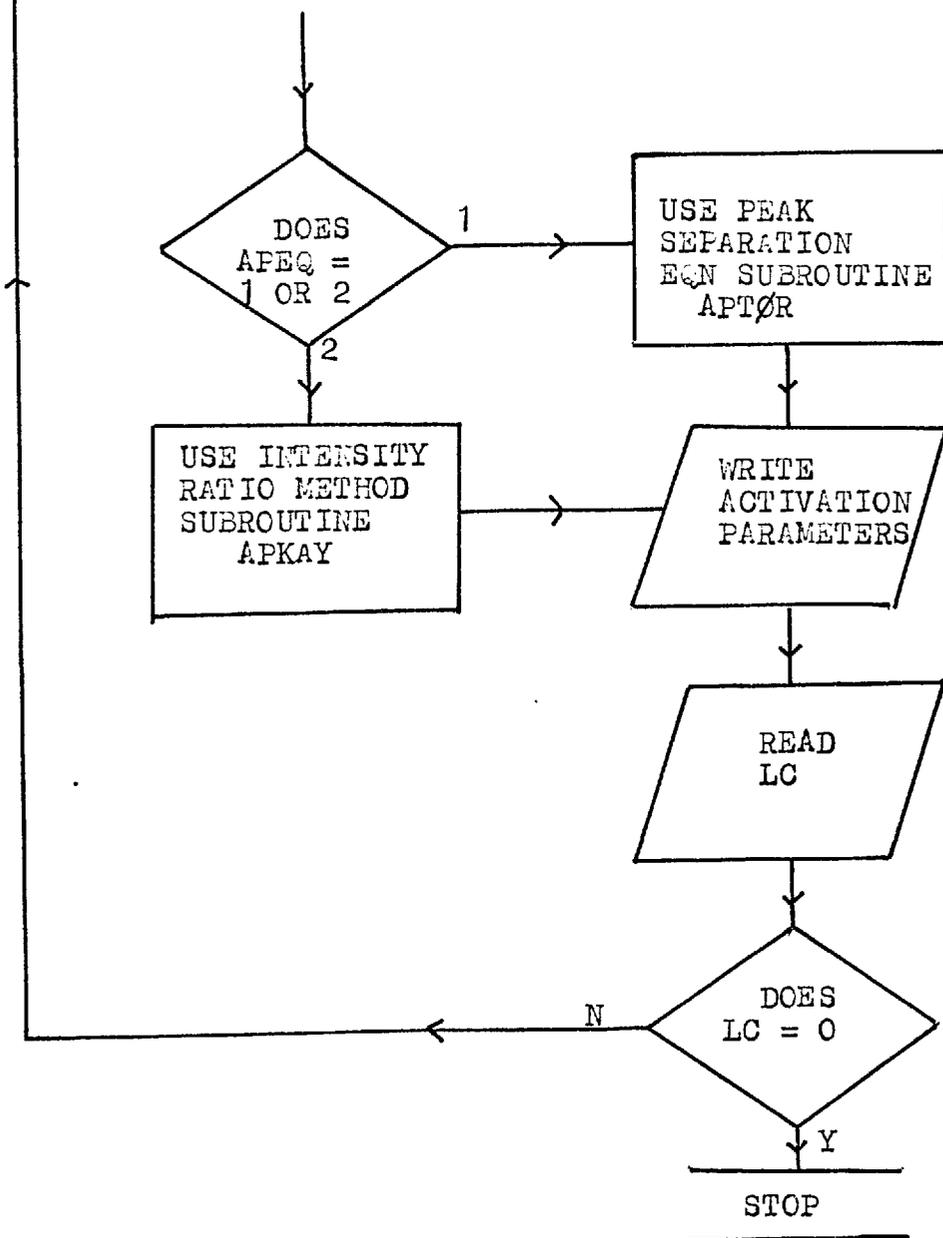 DOES
APEQ =
1 OR 2
1
2
USE PEAK
SEPARATION
EQN SUBROUTINE
APTØR
USE INTENSITY
RATIO METHOD
SUBROUTINE
APKAY
WRITE
ACTIVATION
PARAMETERS
READ
LC
DOES
LC = 0
N
Y
STOP